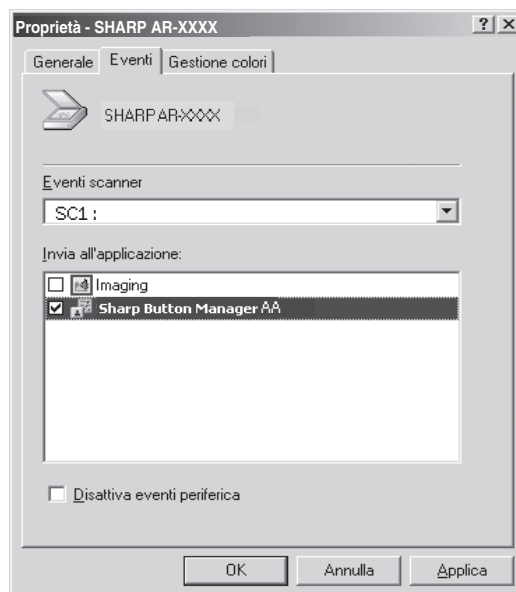 Proprietà - SHARP AR-XXXX
Generale Eventi Gestione colori
SHARP AR-XXXX
Eventi scanner
SC1:
Invia all'applicazione:
Imaging
Sharp Button Manager AA
Disattiva eventi periferica
OK Annulla Applica